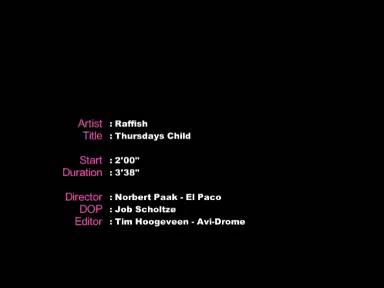 Artist : Raffish
Title : Thursdays Child
Start : 2'00"
Duration : 3'38"
Director : Norbert Paak - El Paco
DOP : Job Scholtze
Editor : Tim Hoogeveen - Avi-Drome